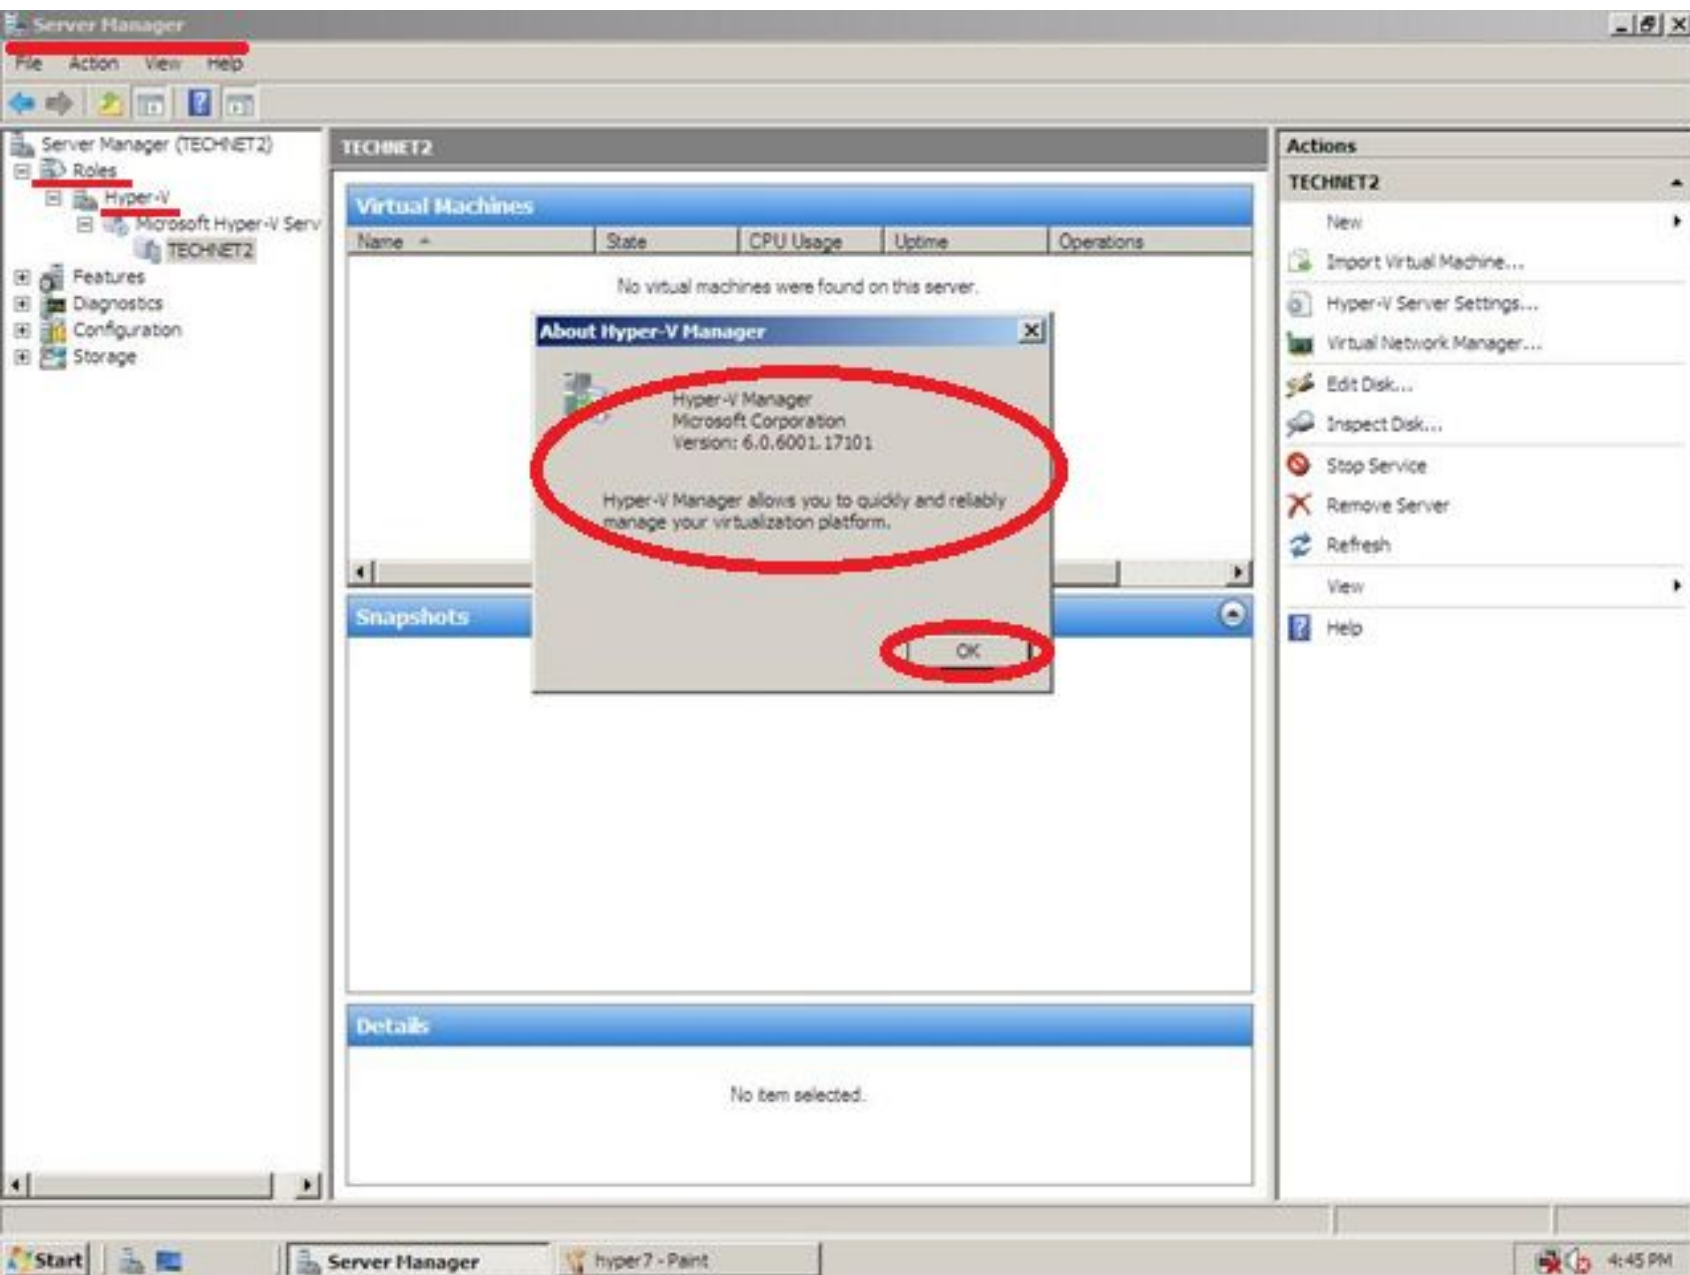 Server Manager
File Action View Help
Server Manager (TECHNET2)
Roles
Hyper-V
Microsoft Hyper-V Serv
TECHNET2
Features
Diagnostics
Configuration
Storage
TECHNET2
Virtual Machines
Name State CPU Usage Uptime Operations
No virtual machines were found on this server.
About Hyper-V Manager
Hyper-V Manager
Microsoft Corporation
Version: 6.0.6001.17101
Hyper-V Manager allows you to quickly and reliably
manage your virtualization platform.
OK
Snapshots
Details
No item selected.
Actions
TECHNET2
New
Import Virtual Machine...
Hyper-V Server Settings...
Virtual Network Manager...
Edit Disk...
Inspect Disk...
Stop Service
Remove Server
Refresh
View
Help
Start
Server Manager
hyper7 - Paint
4:45 PM